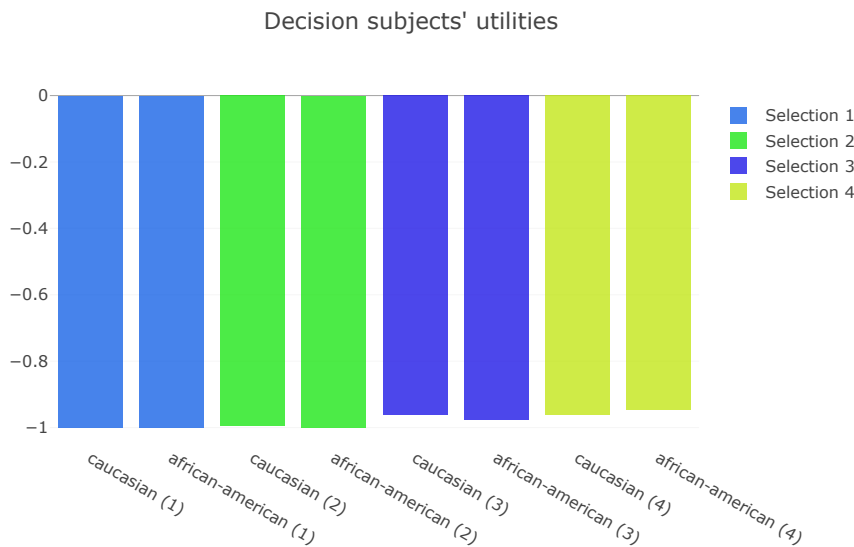 Decision subjects' utilities
0
−0.2
−0.4
−0.6
−0.8
−1
caucasian (1)
african-american (1)
caucasian (2)
african-american (2)
caucasian (3)
african-american (3)
caucasian (4)
african-american (4)
Selection 1
Selection 2
Selection 3
Selection 4